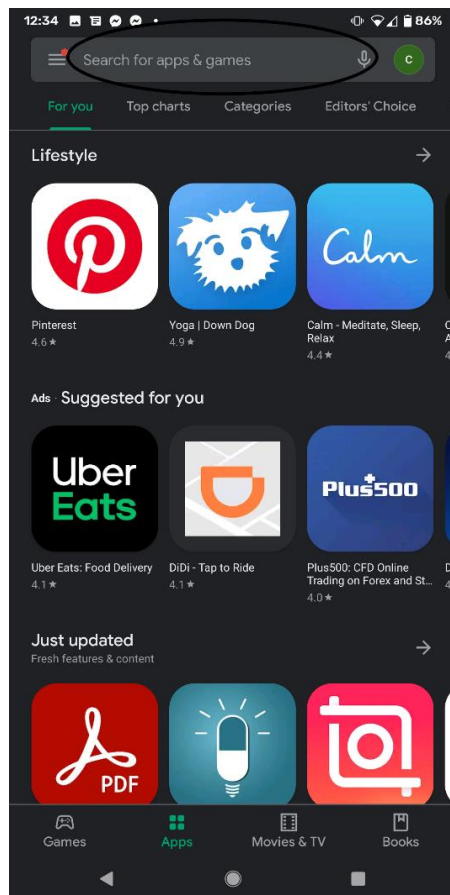 12:34 86%
Search for apps & games C
For you Top charts Categories Editors' Choice
Lifestyle
Calm
Pinterest Yoga | Down Dog Calm - Meditate, Sleep,
Relax
4.6★ 4.9★ 4.4★
Ads · Suggested for you
Uber
Eats
Plus500
Uber Eats: Food Delivery DiDi - Tap to Ride Plus500: CFD Online
Trading on Forex and St…
4.1★ 4.1★ 4.0★
Just updated
Fresh features & content
PDF
Games Apps Movies & TV Books